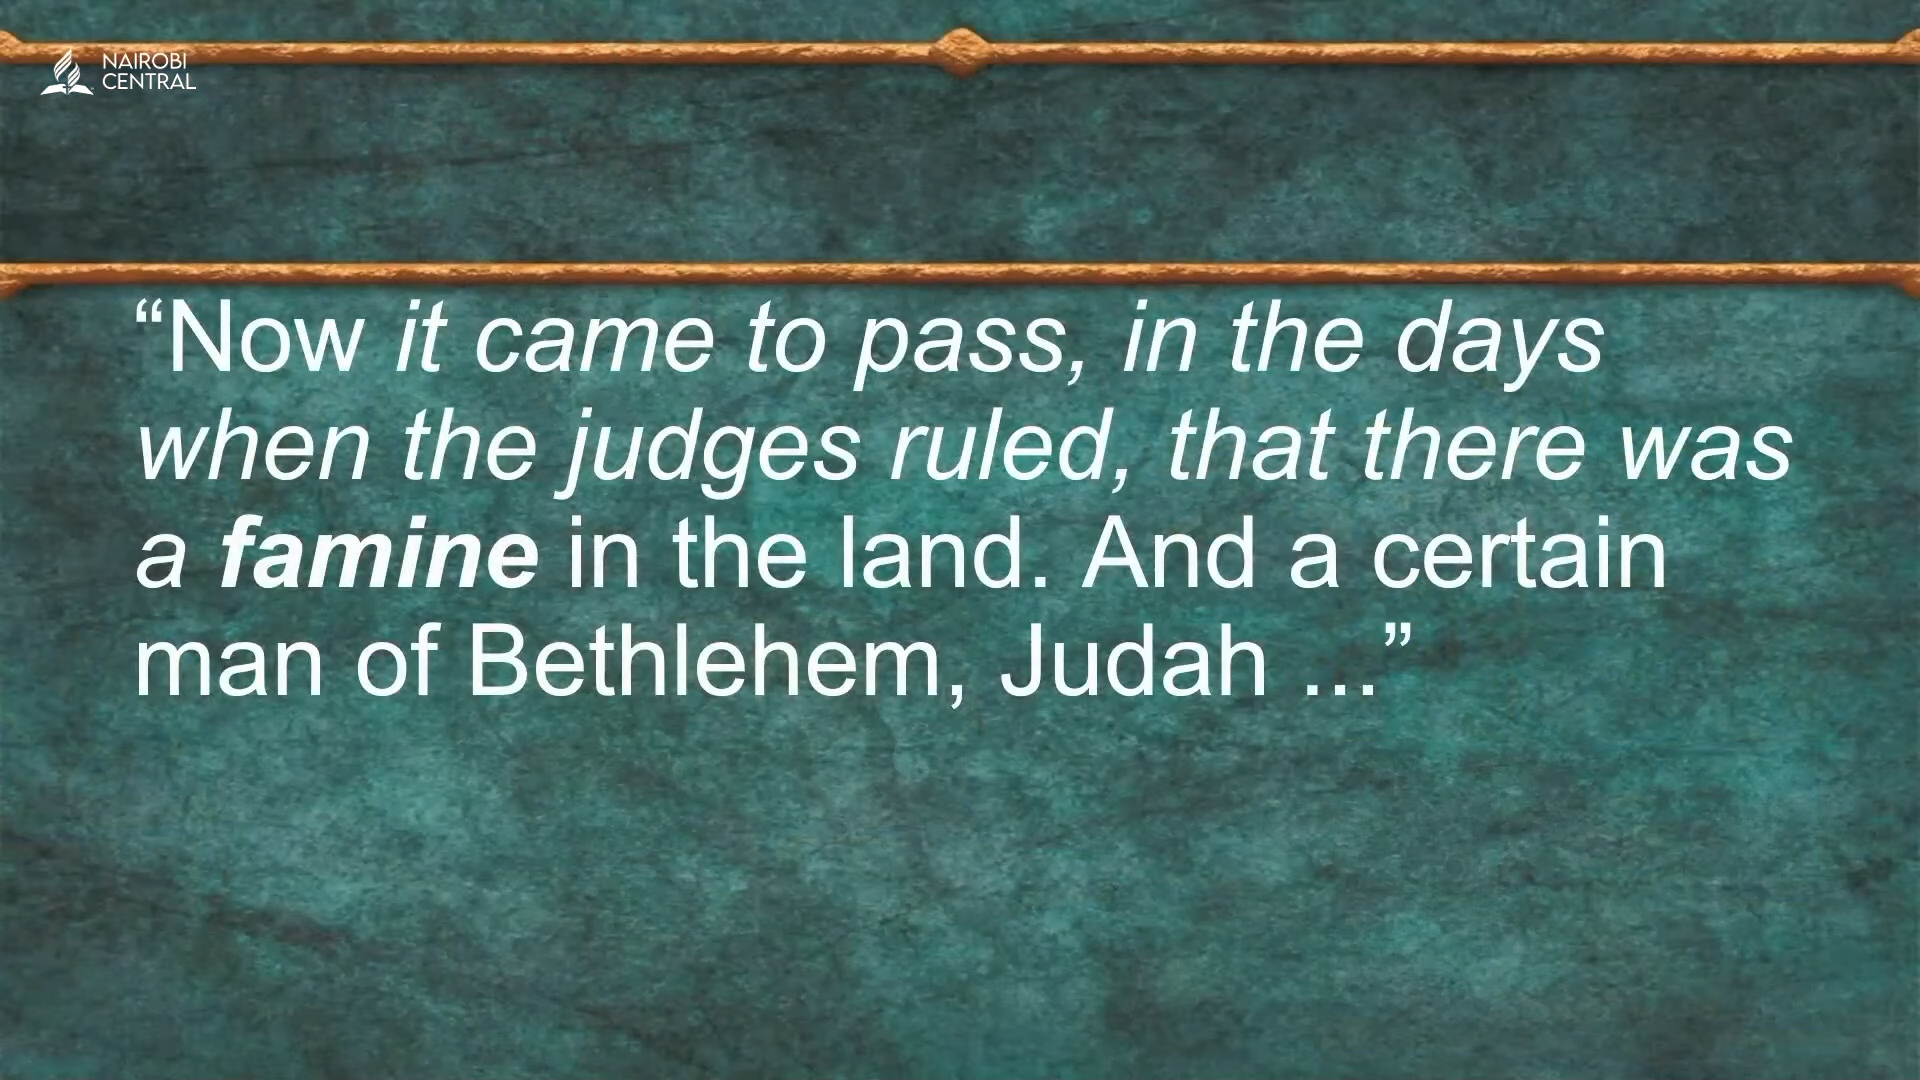 NAIROBI
CENTRAL
“Now it came to pass, in the days
when the judges ruled, that there was
a famine in the land. And a certain
man of Bethlehem, Judah ...”